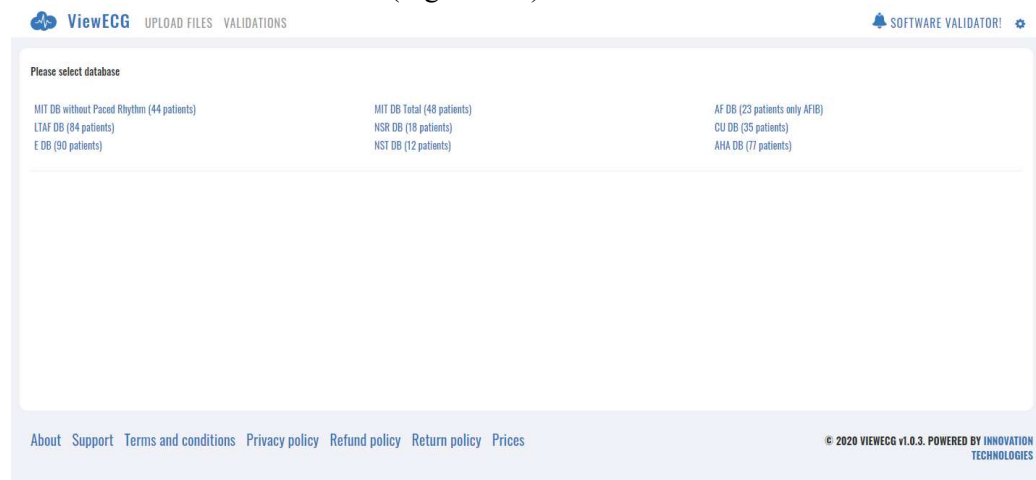 ViewECG UPLOAD FILES VALIDATIONS SOFTWARE VALIDATOR!
Please select database
MIT DB without Paced Rhythm (44 patients) MIT DB Total (48 patients) AF DB (23 patients only AFIB)
LTAF DB (84 patients) NSR DB (18 patients) CU DB (35 patients)
E DB (90 patients) NST DB (12 patients) AHA DB (77 patients)
About Support Terms and conditions Privacy policy Refund policy Return policy Prices © 2020 VIEWECG v1.0.3. POWERED BY INNOVATION
TECHNOLOGIES